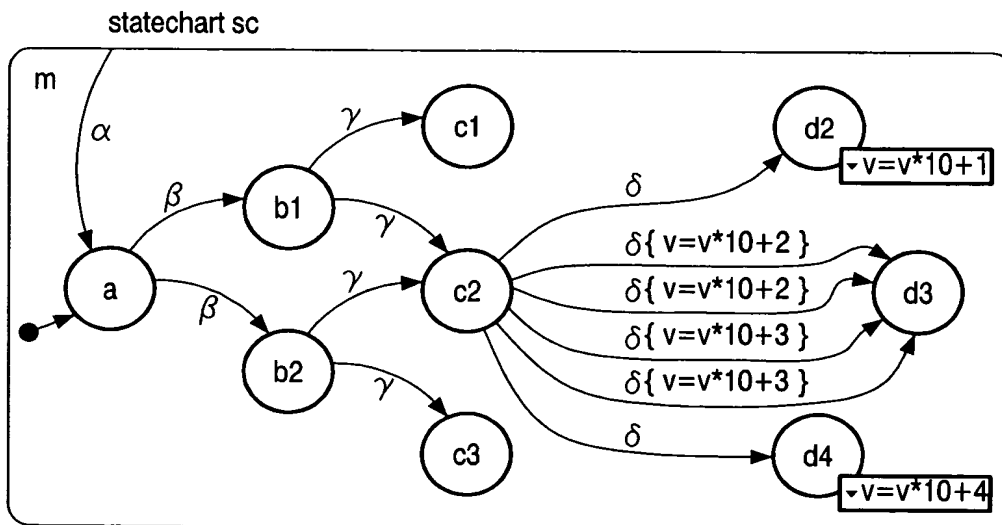 statechart sc
m
α
γ
c1
d2
▾v=v*10+1
β
b1
δ
γ
δ{ v=v*10+2 }
a
γ
c2
δ{ v=v*10+2 }
d3
β
δ{ v=v*10+3 }
b2
δ{ v=v*10+3 }
γ
δ
c3
d4
▾v=v*10+4